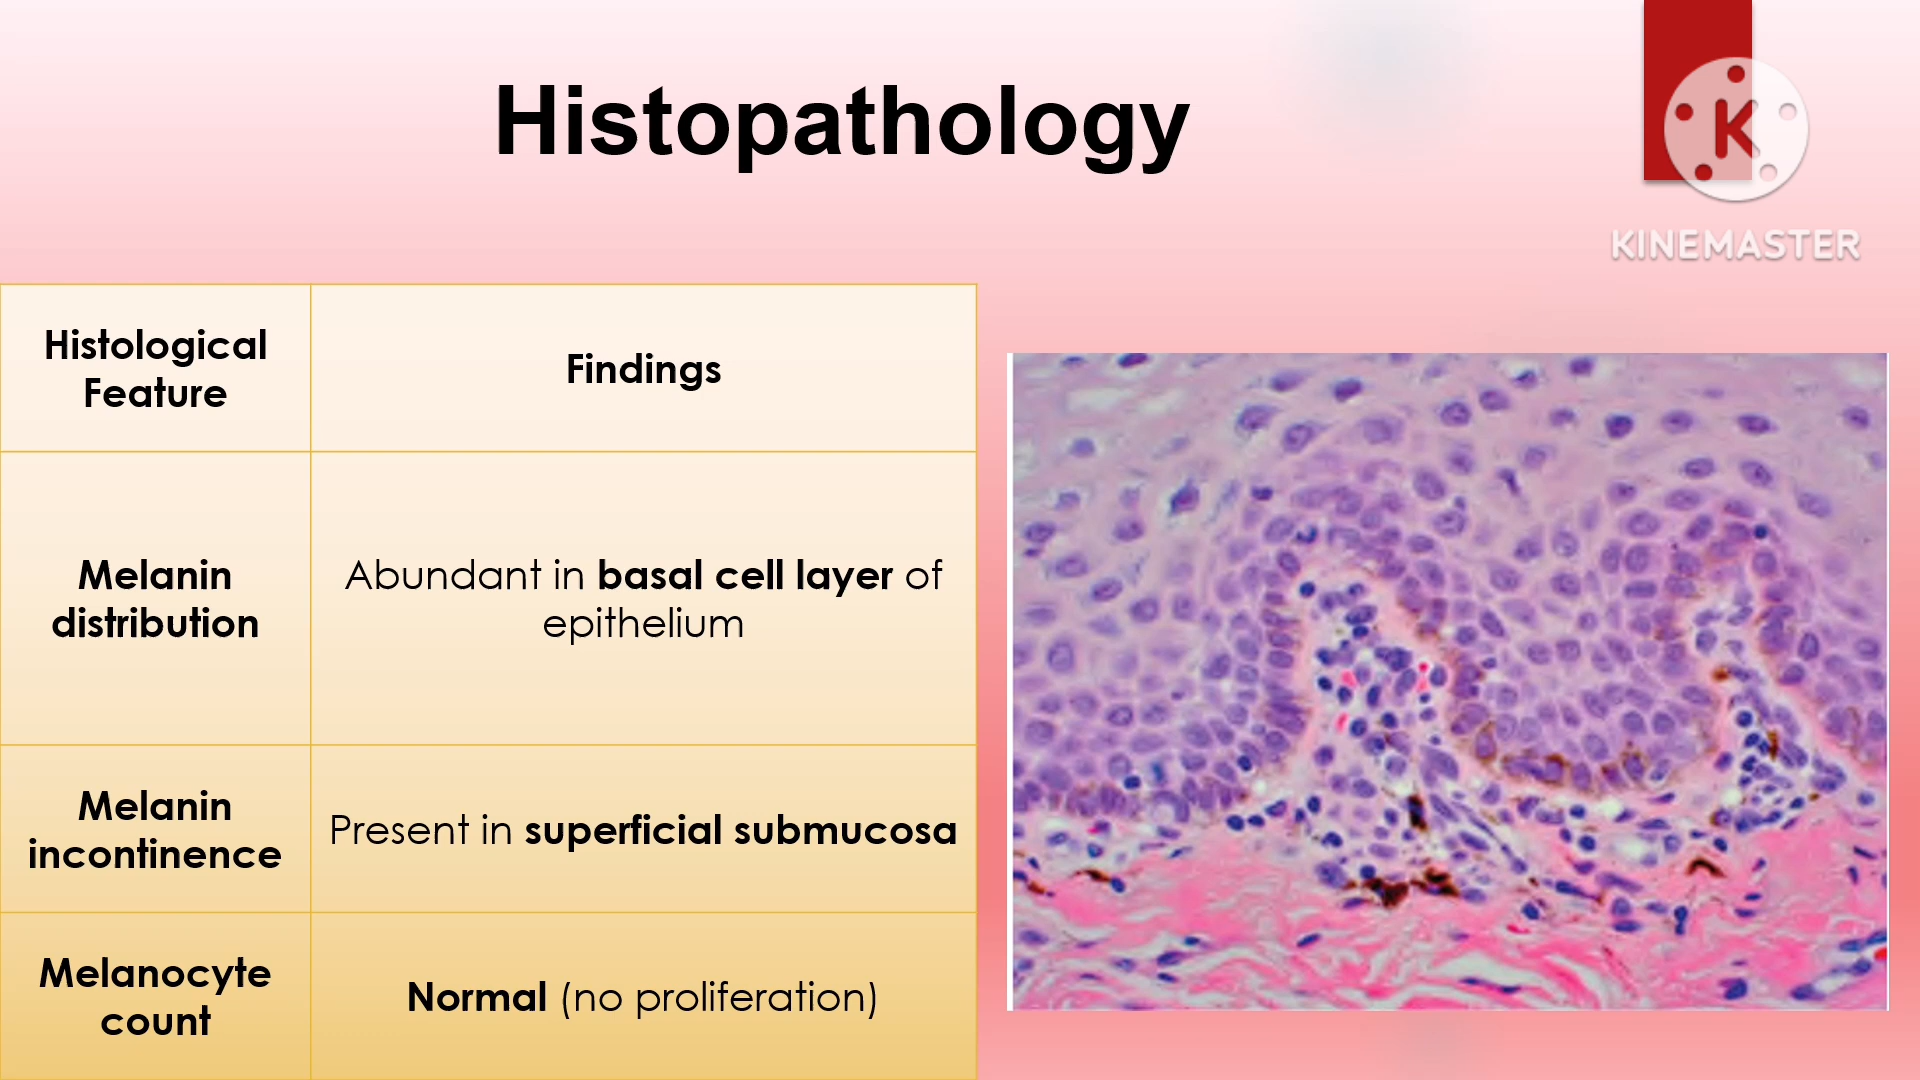 Histopathology
K
KINEMASTER
Histological
Feature
Findings
Melanin
distribution
Abundant in basal cell layer of
epithelium
Melanin
incontinence
Present in superficial submucosa
Melanocyte
count
Normal (no proliferation)